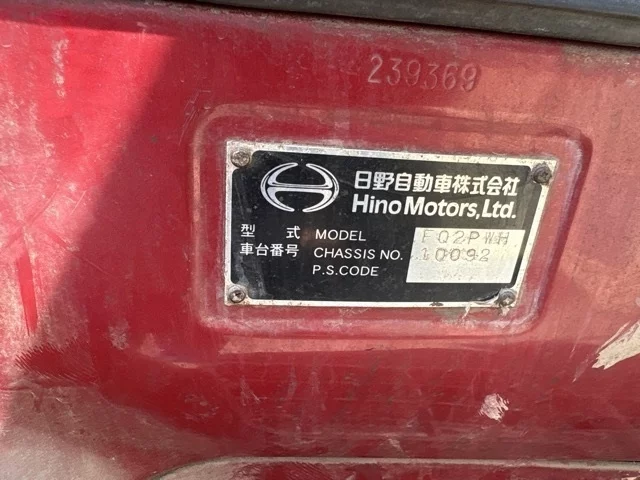 239369
日野自動車株式会社
Hino Motors, Ltd.
型式 MODEL FQ2PWH
車台番号 CHASSIS NO. 10092
P.S.CODE